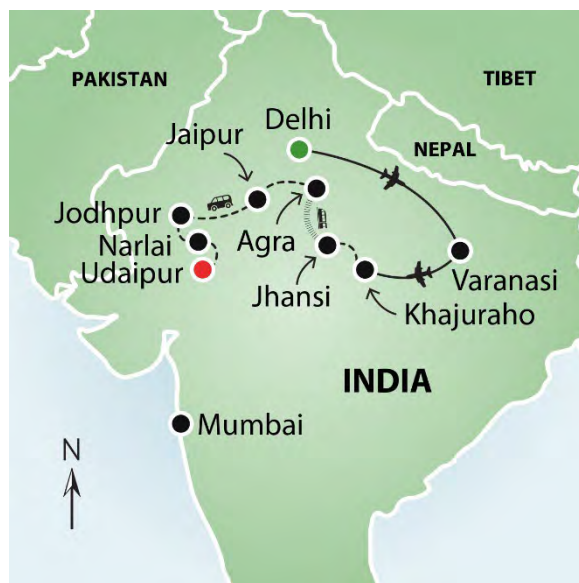 PAKISTAN
TIBET
Delhi
NEPAL
Jaipur
Jodhpur
Narlai
Agra
Udaipur
Varanasi
Jhansi
Khajuraho
INDIA
Mumbai
N